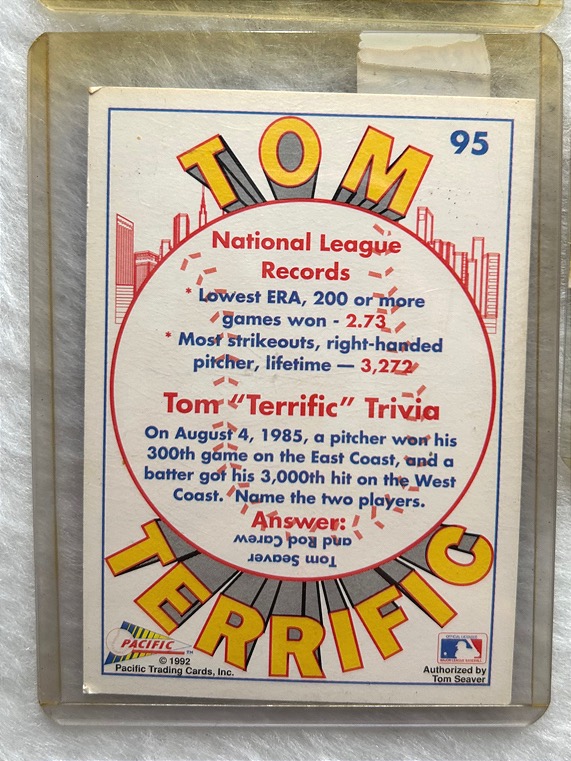 95
TOM
National League
Records
* Lowest ERA, 200 or more
games won - 2.73
* Most strikeouts, right-handed
pitcher, lifetime — 3,272
Tom “Terrific” Trivia
On August 4, 1985, a pitcher won his
300th game on the East Coast, and a
batter got his 3,000th hit on the West
Coast. Name the two players.
Answer:
Tom Seaver
and Rod Carew
TERRIFIC
PACIFIC TM
© 1992
Pacific Trading Cards, Inc.
Authorized by
Tom Seaver